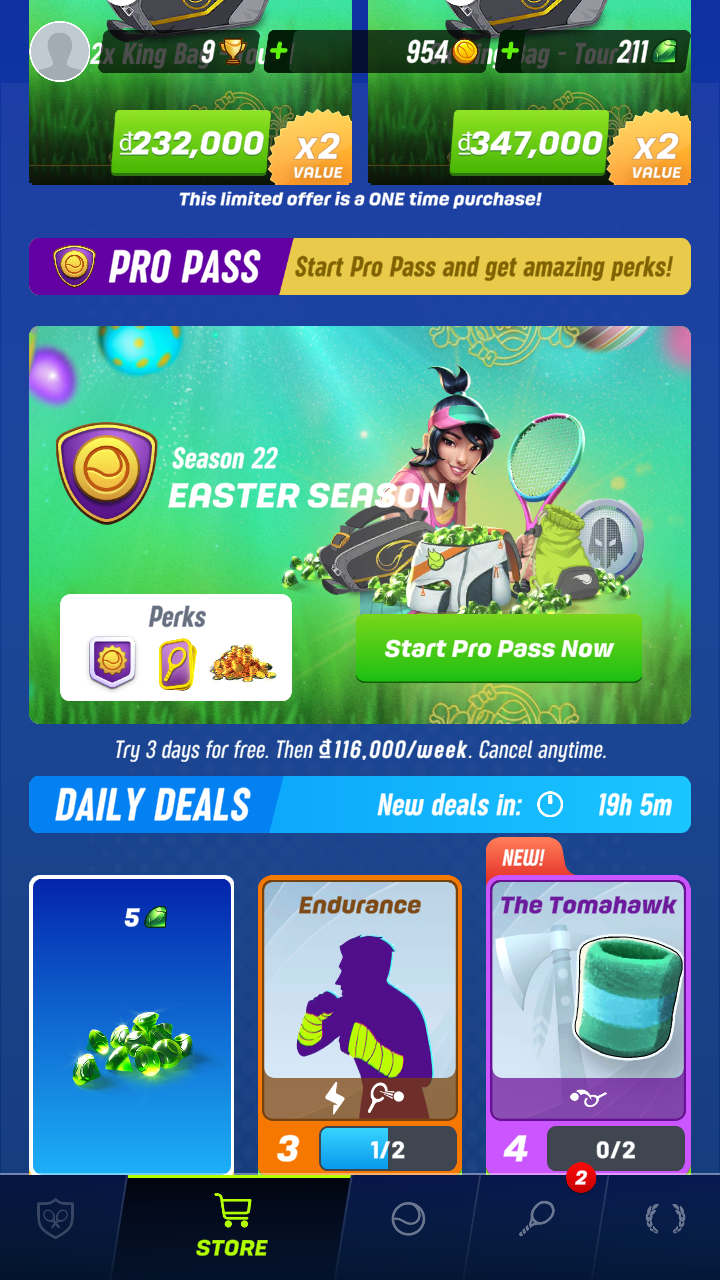 2x King Bag - Tour!
9
954
King Bag - Tour
211
₫232,000
x2
VALUE
₫347,000
x2
VALUE
This limited offer is a ONE time purchase!
PRO PASS
Start Pro Pass and get amazing perks!
Season 22
EASTER SEASON
Perks
Start Pro Pass Now
Try 3 days for free. Then ₫116,000/week. Cancel anytime.
DAILY DEALS
New deals in:
19h 5m
NEW!
5
Endurance
The Tomahawk
3
1/2
4
0/2
2
STORE